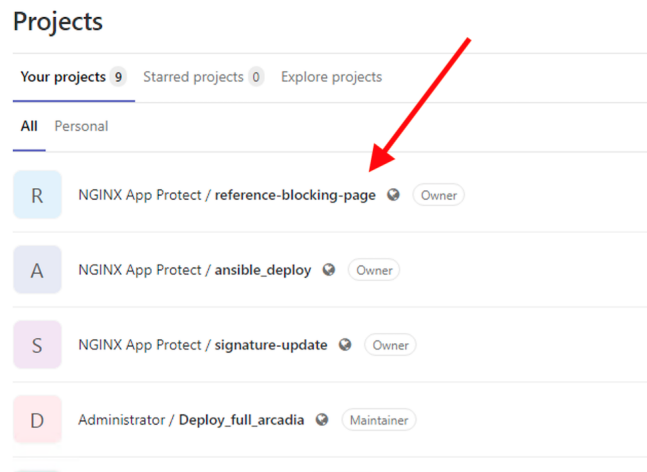 Projects
Your projects 9 Starred projects 0 Explore projects
All Personal
R NGINX App Protect / reference-blocking-page Owner
A NGINX App Protect / ansible_deploy Owner
S NGINX App Protect / signature-update Owner
D Administrator / Deploy_full_arcadia Maintainer